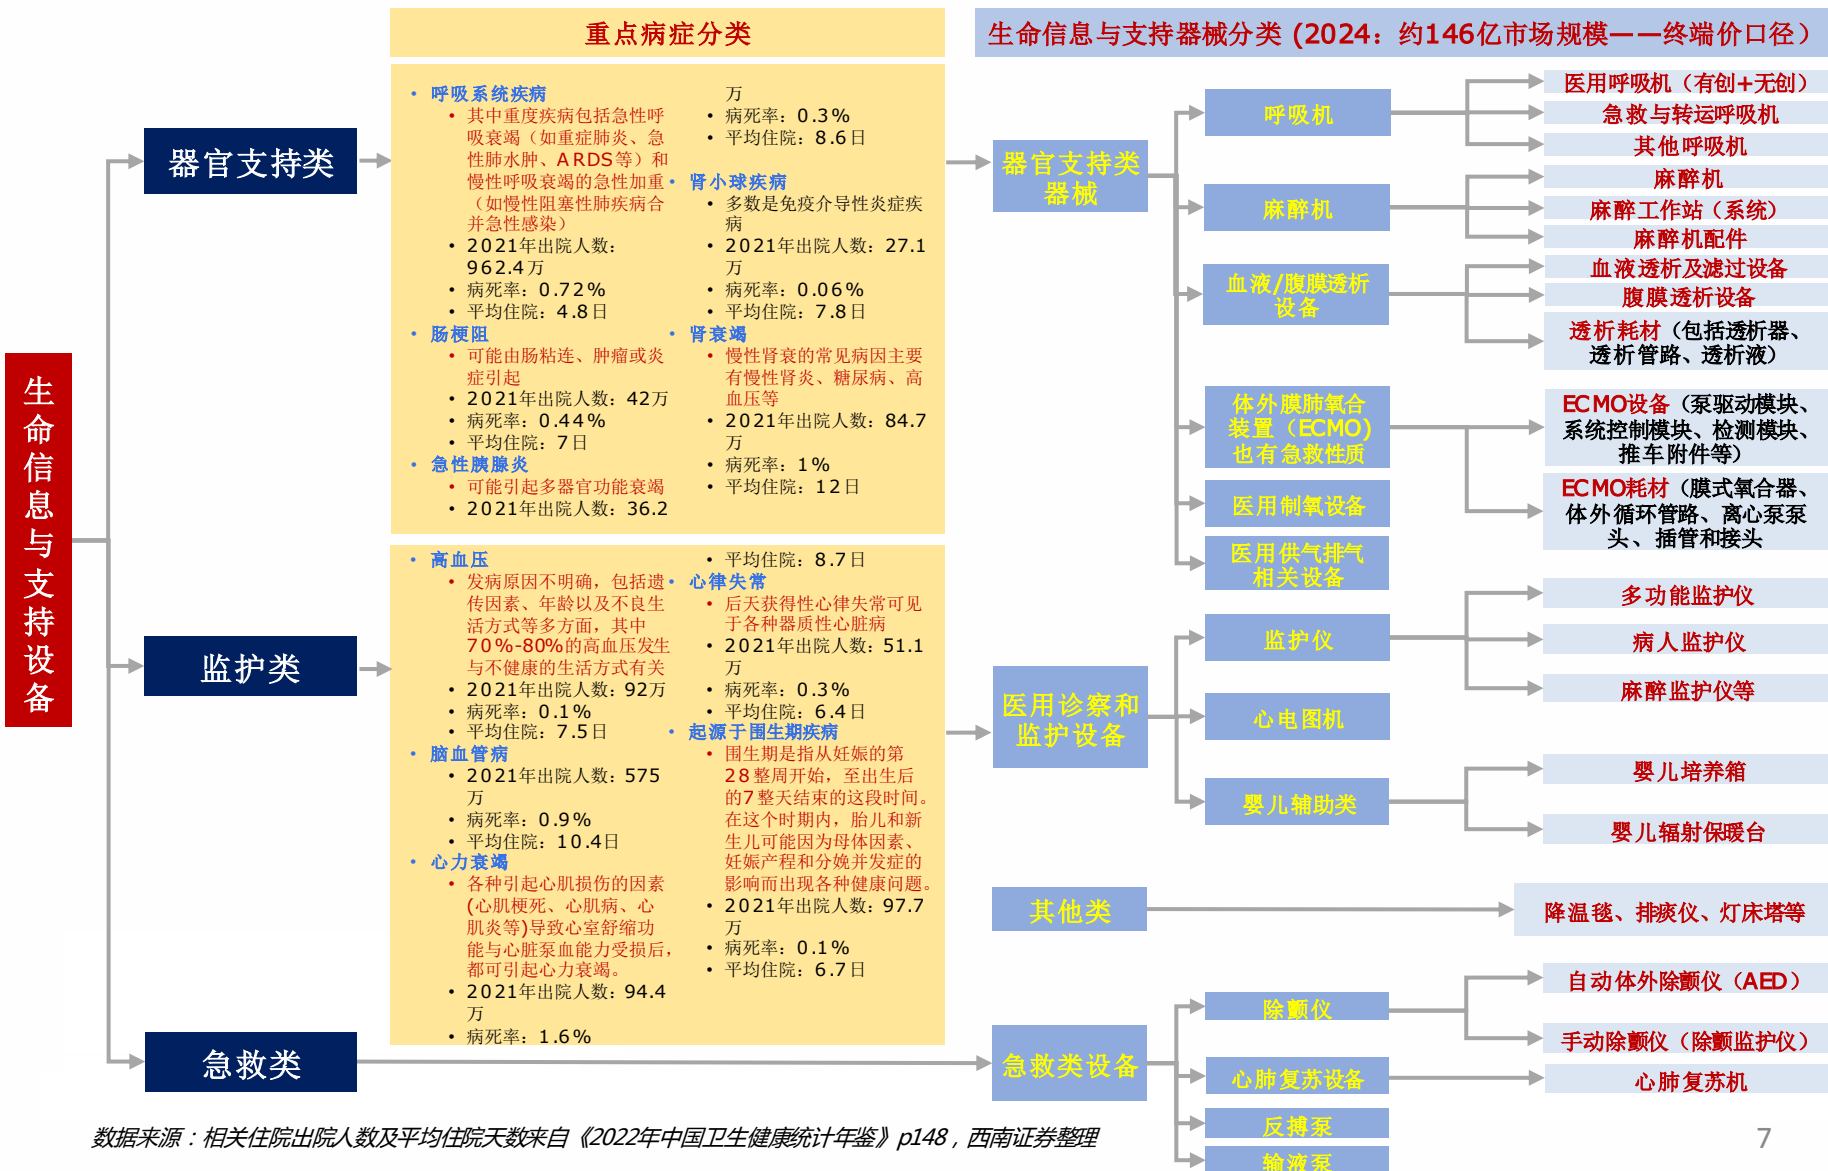 重点病症分类
生命信息与支持器械分类 (2024：约146亿市场规模——终端价口径）
生命信息与支持设备
器官支持类
监护类
急救类
• 呼吸系统疾病
• 其中重度疾病包括急性呼
吸衰竭（如重症肺炎、急
性肺水肿、ARDS等）和
慢性呼吸衰竭的急性加重
（如慢性阻塞性肺疾病合
并急性感染）
• 2021年出院人数：
962.4万
• 病死率：0.72%
• 平均住院：4.8日
• 肠梗阻
• 可能由肠粘连、肿瘤或炎
症引起
• 2021年出院人数：42万
• 病死率：0.44%
• 平均住院：7日
• 急性胰腺炎
• 可能引起多器官功能衰竭
• 2021年出院人数：36.2
万
• 病死率：0.3%
• 平均住院：8.6日
• 肾小球疾病
• 多数是免疫介导性炎症疾
病
• 2021年出院人数：27.1
万
• 病死率：0.06%
• 平均住院：7.8日
• 肾衰竭
• 慢性肾衰的常见病因主要
有慢性肾炎、糖尿病、高
血压等
• 2021年出院人数：84.7
万
• 病死率：1%
• 平均住院：12日
• 高血压
• 发病原因不明确，包括遗
传因素、年龄以及不良生
活方式等多方面，其中
70%-80%的高血压发生
与不健康的生活方式有关
• 2021年出院人数：92万
• 病死率：0.1%
• 平均住院：7.5日
• 脑血管病
• 2021年出院人数：575
万
• 病死率：0.9%
• 平均住院：10.4日
• 心力衰竭
• 各种引起心肌损伤的因素
(心肌梗死、心肌病、心
肌炎等)导致心室舒缩功
能与心脏泵血能力受损后，
都可引起心力衰竭。
• 2021年出院人数：94.4
万
• 病死率：1.6%
• 平均住院：8.7日
• 心律失常
• 后天获得性心律失常可见
于各种器质性心脏病
• 2021年出院人数：51.1
万
• 病死率：0.3%
• 平均住院：6.4日
• 起源于围生期疾病
• 围生期是指从妊娠的第
28整周开始，至出生后
的7整天结束的这段时间。
在这个时期内，胎儿和新
生儿可能因为母体因素、
妊娠产程和分娩并发症的
影响而出现各种健康问题。
• 2021年出院人数：97.7
万
• 病死率：0.1%
• 平均住院：6.7日
器官支持类
器械
呼吸机
医用呼吸机（有创+无创）
急救与转运呼吸机
其他呼吸机
麻醉机
麻醉机
麻醉工作站（系统）
麻醉机配件
血液/腹膜透析
设备
血液透析及滤过设备
腹膜透析设备
透析耗材（包括透析器、
透析管路、透析液）
体外膜肺氧合
装置（ECMO)
也有急救性质
ECMO设备（泵驱动模块、
系统控制模块、检测模块、
推车附件等）
ECMO耗材（膜式氧合器、
体外循环管路、离心泵泵
头、插管和接头
医用制氧设备
医用供气排气
相关设备
医用诊察和
监护设备
监护仪
多功能监护仪
病人监护仪
麻醉监护仪等
心电图机
婴儿辅助类
婴儿培养箱
婴儿辐射保暖台
其他类
降温毯、排痰仪、灯床塔等
急救类设备
除颤仪
自动体外除颤仪（AED）
手动除颤仪（除颤监护仪）
心肺复苏设备
心肺复苏机
反搏泵
输液泵
数据来源：相关住院出院人数及平均住院天数来自《2022年中国卫生健康统计年鉴》p148，西南证券整理
7